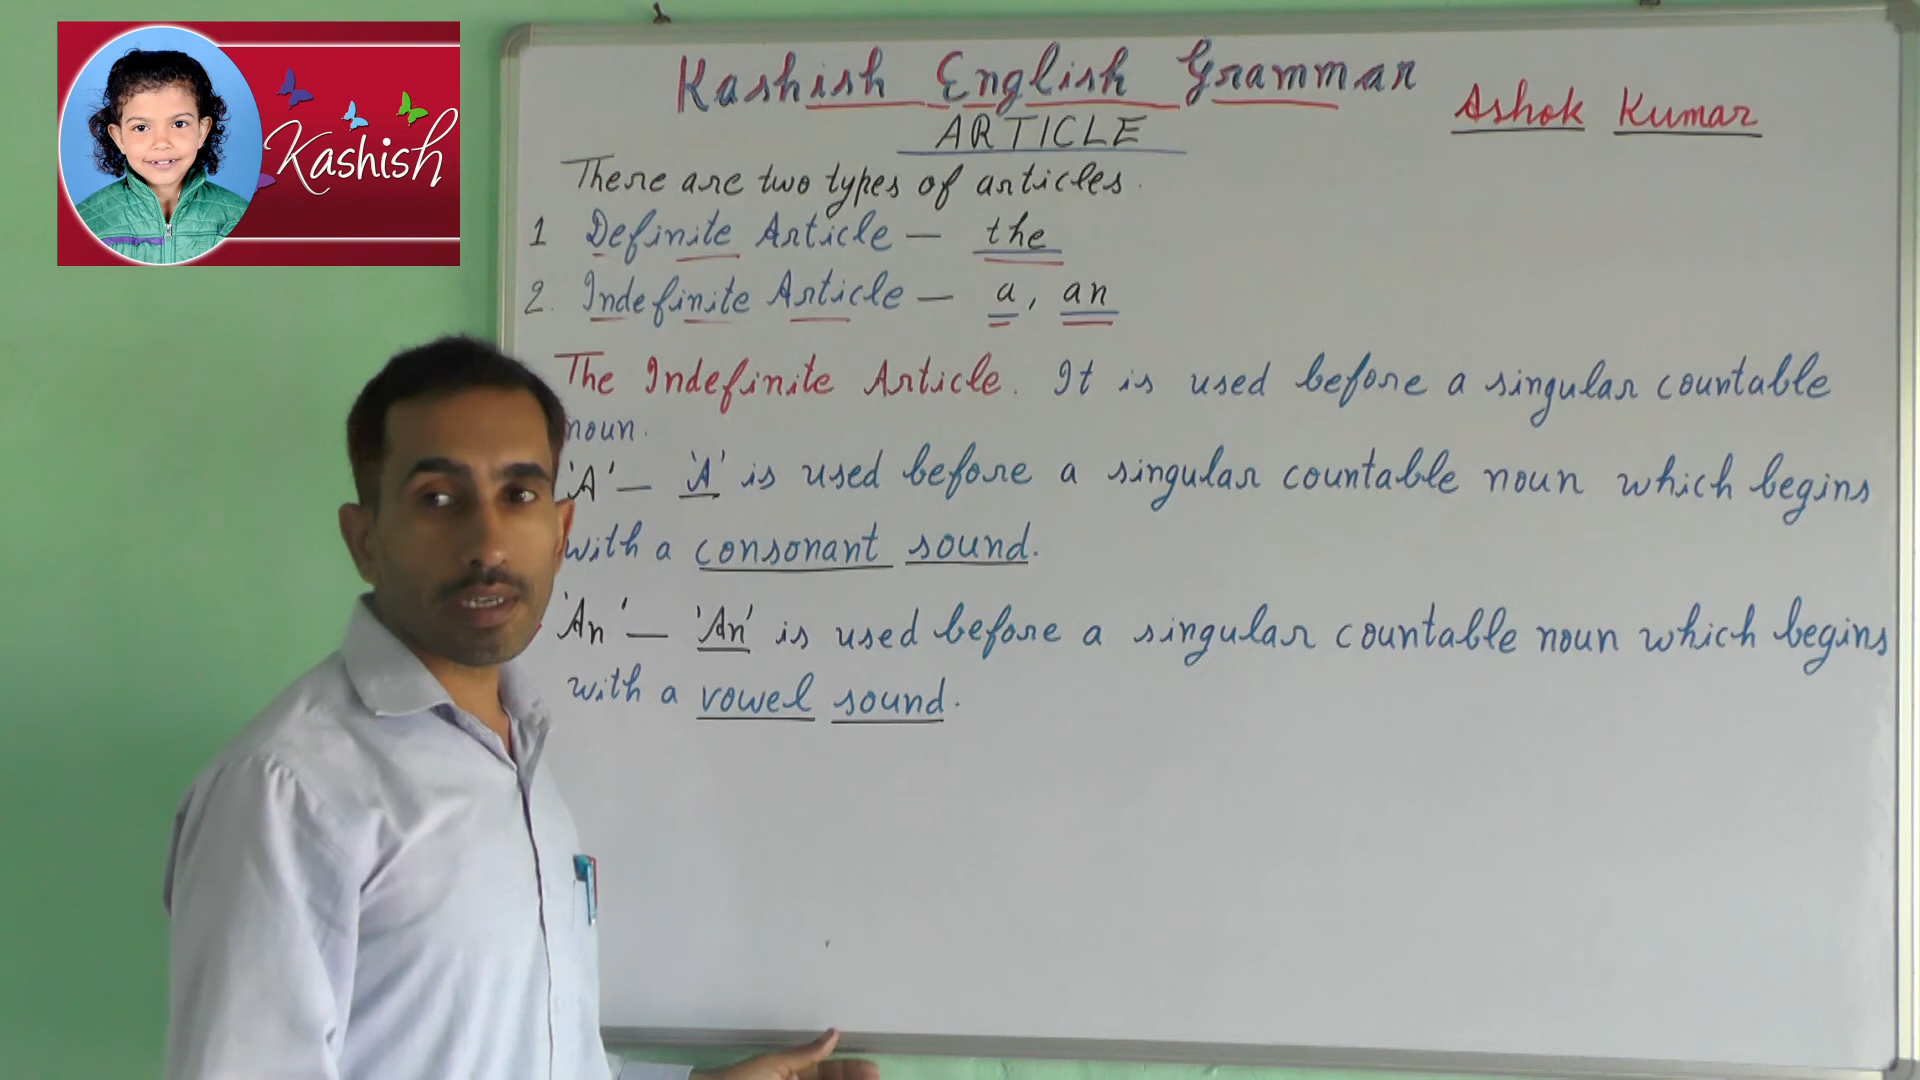 Kashish
Kashish English Grammar
Ashok Kumar
ARTICLE
There are two types of articles.
1 Definite Article — the
2. Indefinite Article — a, an
The Indefinite Article. It is used before a singular countable
noun.
'A' — 'A' is used before a singular countable noun which begins
with a consonant sound.
'An' — 'An' is used before a singular countable noun which begins
with a vowel sound.